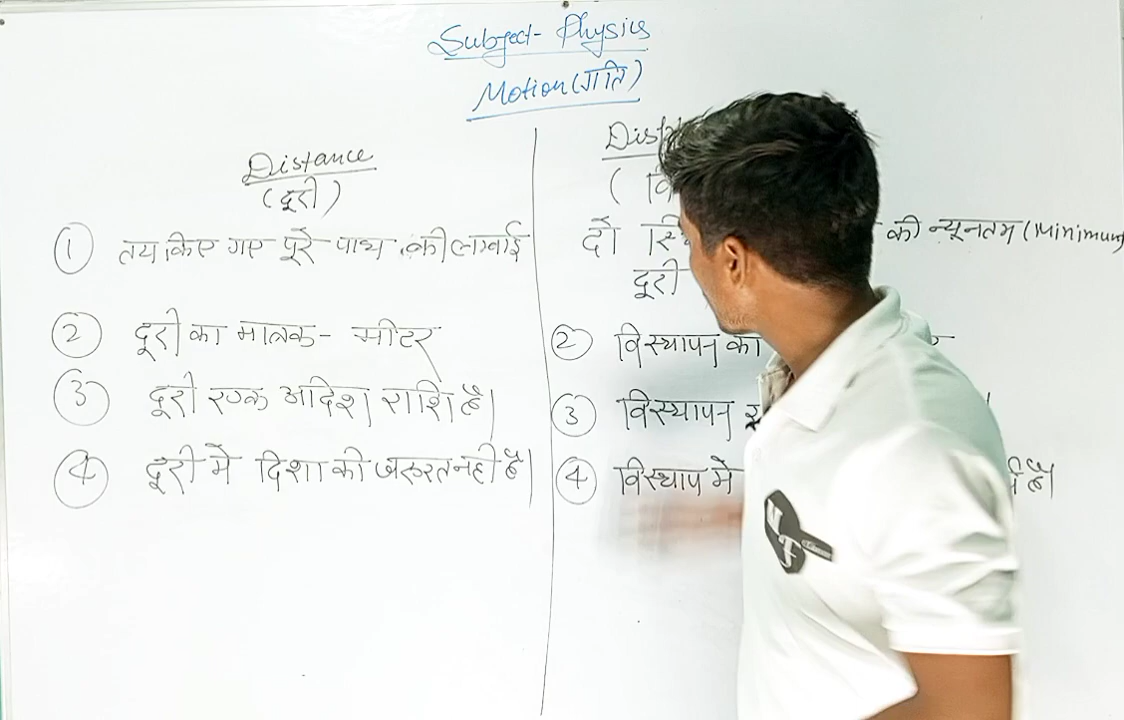 Subject- Physics
Motion (गति)
Distance
(दूरी)
① तय किए गए पूरे पाथ की लम्बाई
② दूरी का मात्रक - मीटर
③ दूरी एक अदिश राशि है।
④ दूरी मे दिशा की जरूरत नही है।
दो
की न्यूनतम (Minimum)
दूरी
② विस्थापन का
③ विस्थापन
④ विस्थाप मे
है।